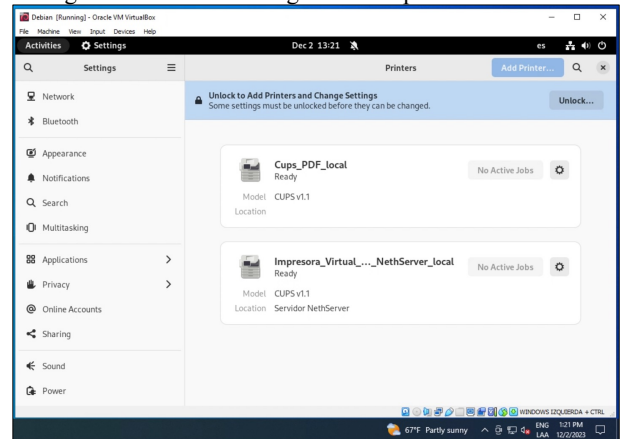 Debian [Running] - Oracle VM VirtualBox
File Machine View Input Devices Help
Activities Settings Dec 2 13:21 es
Settings Printers Add Printer...
Network
Bluetooth
Appearance
Notifications
Search
Multitasking
Applications
Privacy
Online Accounts
Sharing
Sound
Power
Unlock to Add Printers and Change Settings
Some settings must be unlocked before they can be changed.
Unlock...
Cups_PDF_local
Ready
No Active Jobs
Model CUPS v1.1
Location
Impresora_Virtual_..._NethServer_local
Ready
No Active Jobs
Model CUPS v1.1
Location Servidor NethServer
WINDOWS IZQUIERDA + CTRL
67°F Partly sunny
ENG
LAA
1:21 PM
12/2/2023